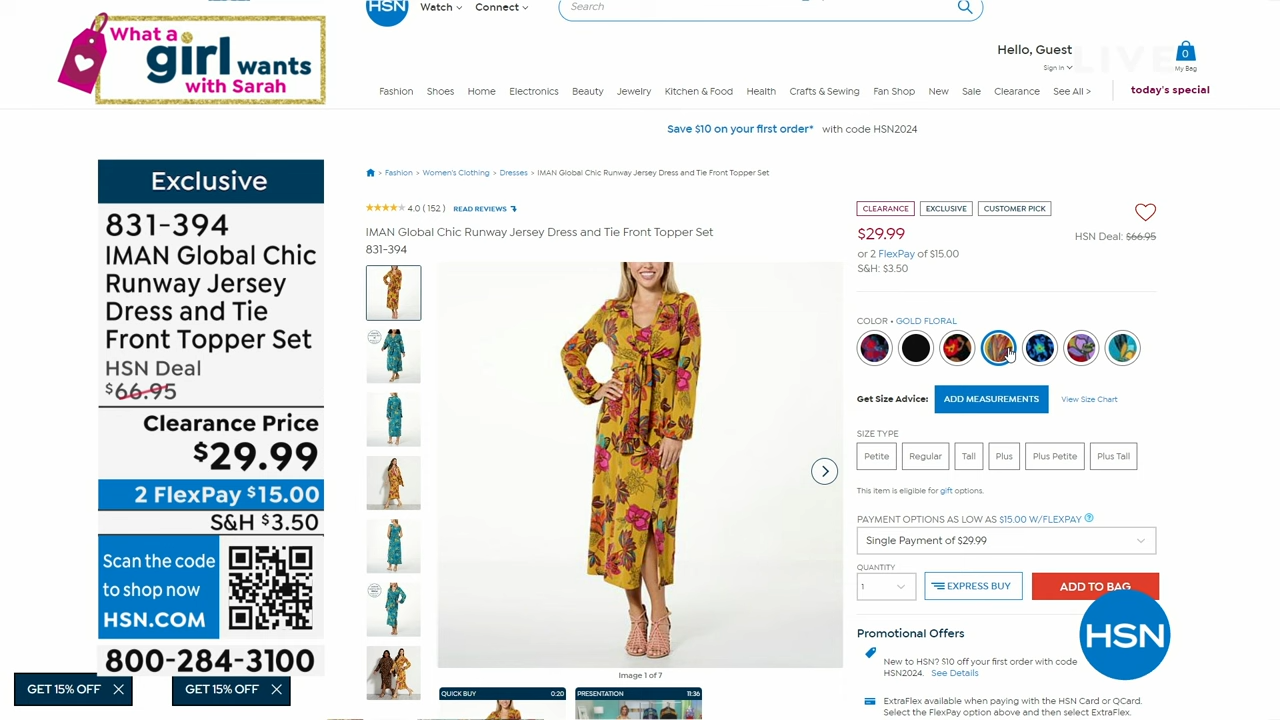 What a
girl wants
with Sarah
HSN
Watch
Connect
Search
Hello, Guest
Sign In
LIVE
0
My Bag
Fashion
Shoes
Home
Electronics
Beauty
Jewelry
Kitchen & Food
Health
Crafts & Sewing
Fan Shop
New
Sale
Clearance
See All >
today's special
Save $10 on your first order* with code HSN2024
Exclusive
831-394
IMAN Global Chic
Runway Jersey
Dress and Tie
Front Topper Set
HSN Deal
$66.95
Clearance Price
$29.99
2 FlexPay $15.00
S&H $3.50
Scan the code
to shop now
HSN.COM
800-284-3100
GET 15% OFF
GET 15% OFF
> Fashion > Women's Clothing > Dresses > IMAN Global Chic Runway Jersey Dress and Tie Front Topper Set
4.0 ( 152 ) READ REVIEWS
IMAN Global Chic Runway Jersey Dress and Tie Front Topper Set
831-394
Image 1 of 7
QUICK BUY 0:20
PRESENTATION 11:36
CLEARANCE
EXCLUSIVE
CUSTOMER PICK
$29.99
HSN Deal: $66.95
or 2 FlexPay of $15.00
S&H: $3.50
COLOR • GOLD FLORAL
Get Size Advice:
ADD MEASUREMENTS
View Size Chart
SIZE TYPE
Petite
Regular
Tall
Plus
Plus Petite
Plus Tall
This item is eligible for gift options.
PAYMENT OPTIONS AS LOW AS $15.00 W/FLEXPAY ?
Single Payment of $29.99
QUANTITY
1
EXPRESS BUY
ADD TO BAG
Promotional Offers
New to HSN? $10 off your first order with code
HSN2024. See Details
ExtraFlex available when paying with the HSN Card or QCard.
Select the FlexPay option above and then select ExtraFlex.
HSN